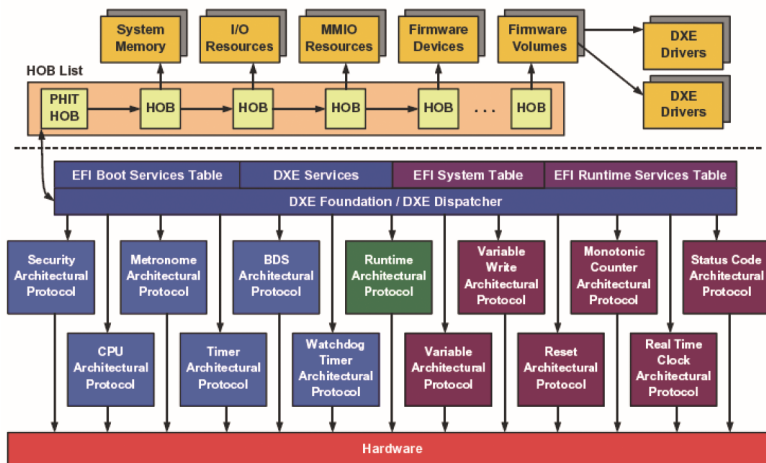 System
Memory
I/O
Resources
MMIO
Resources
Firmware
Devices
Firmware
Volumes
DXE
Drivers
DXE
Drivers
HOB List
PHIT
HOB
HOB
HOB
HOB
HOB
. . .
HOB
EFI Boot Services Table
DXE Services
EFI System Table
EFI Runtime Services Table
DXE Foundation / DXE Dispatcher
Security
Architectural
Protocol
Metronome
Architectural
Protocol
BDS
Architectural
Protocol
Runtime
Architectural
Protocol
Variable
Write
Architectural
Protocol
Monotonic
Counter
Architectural
Protocol
Status Code
Architectural
Protocol
CPU
Architectural
Protocol
Timer
Architectural
Protocol
Watchdog
Timer
Architectural
Protocol
Variable
Architectural
Protocol
Reset
Architectural
Protocol
Real Time
Clock
Architectural
Protocol
Hardware